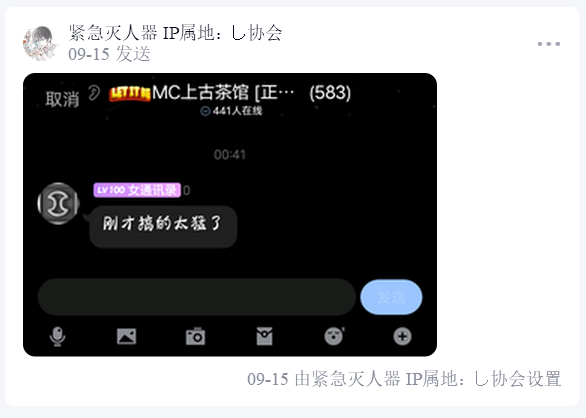 紧急灭人器 IP属地：乚协会
09-15 发送
取消
LET IT
MC上古茶馆 [正… (583)
441人在线
00:41
LV100 女通讯录 0
刚才搞的太猛了
发送
09-15 由紧急灭人器 IP属地：乚协会设置